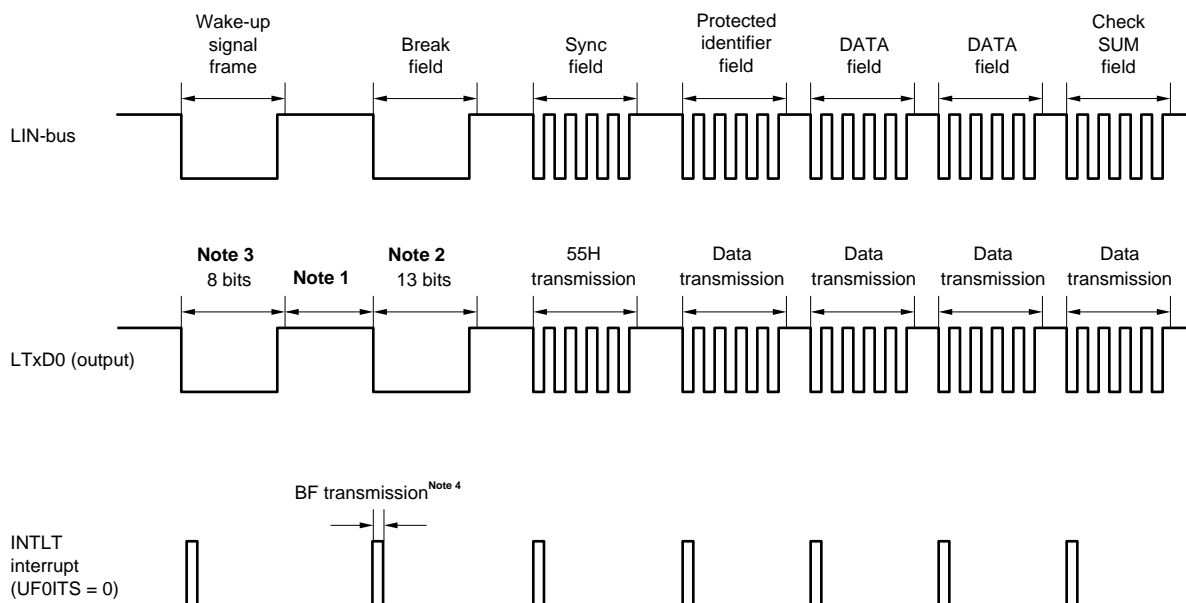 Wake-up
signal
frame
Break
field
Sync
field
Protected
identifier
field
DATA
field
DATA
field
Check
SUM
field
LIN-bus
Note 3
8 bits
Note 1
Note 2
13 bits
55H
transmission
Data
transmission
Data
transmission
Data
transmission
Data
transmission
LTxD0 (output)
BF transmission Note 4
INTLT
interrupt
(UF0ITS = 0)